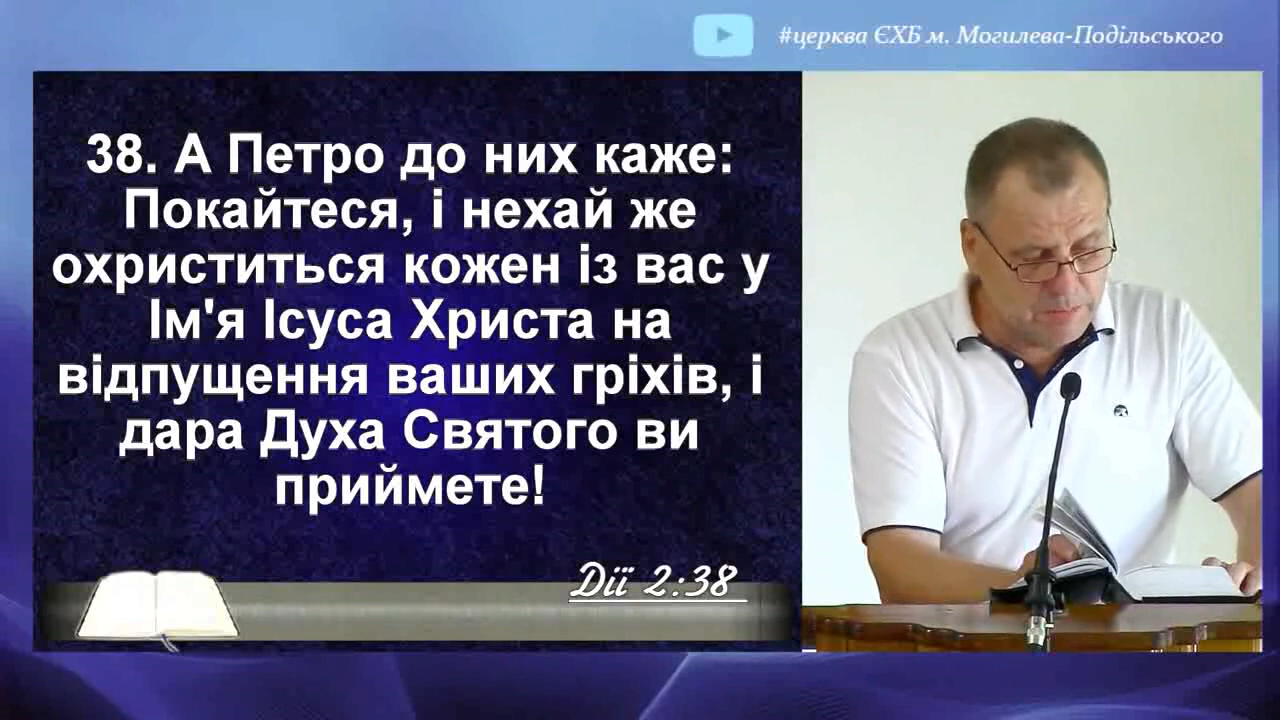 #церква ЄХБ м. Могилева-Подільського
38. А Петро до них каже:
Покайтеся, і нехай же
охриститься кожен із вас у
Ім'я Ісуса Христа на
відпущення ваших гріхів, і
дара Духа Святого ви
приймете!
Дії 2:38